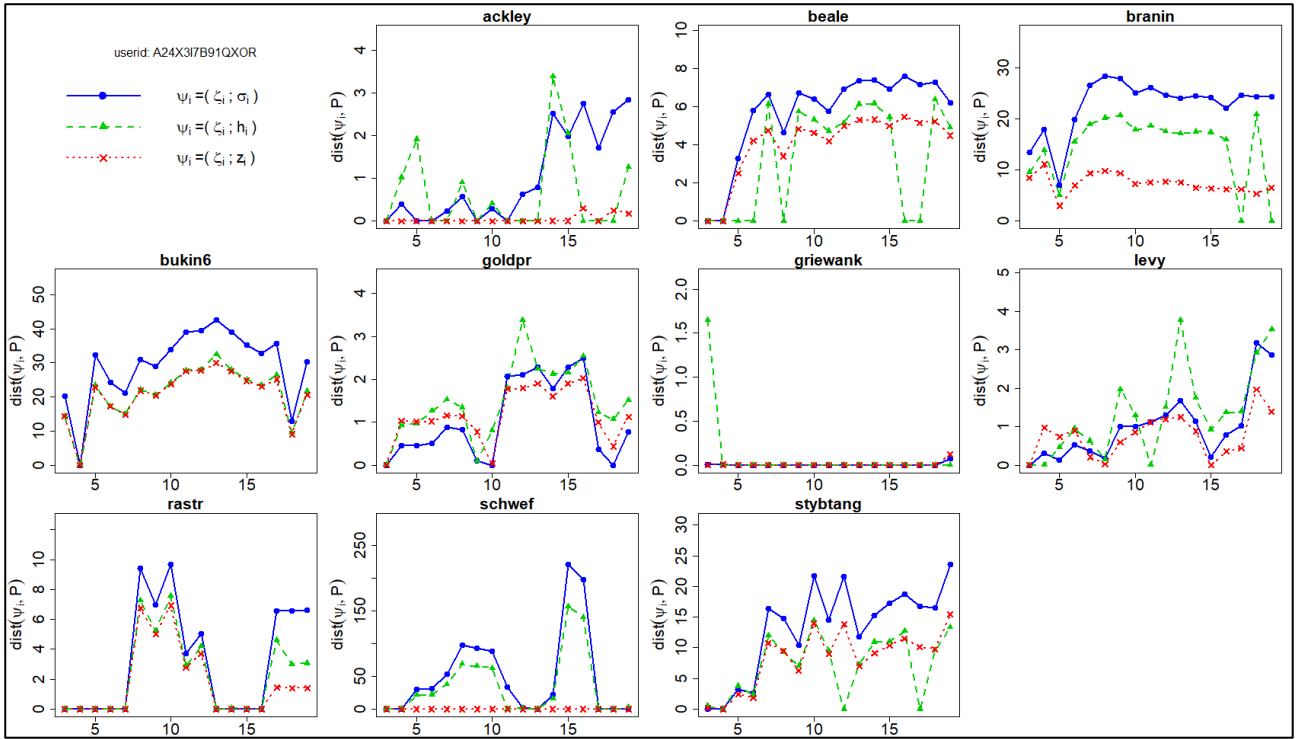 userid: A24X3I7B91QXOR
ψi =( ζi ; σi )
ψi =( ζi ; hi )
ψi =( ζi ; zi )
ackley
dist(ψi, P)
0 1 2 3 4
5 10 15
beale
dist(ψi, P)
0 2 4 6 8 10
5 10 15
branin
dist(ψi, P)
0 10 20 30
5 10 15
bukin6
dist(ψi, P)
0 10 20 30 40 50
5 10 15
goldpr
dist(ψi, P)
0 1 2 3 4
5 10 15
griewank
dist(ψi, P)
0.0 0.5 1.0 1.5 2.0
5 10 15
levy
dist(ψi, P)
0 1 2 3 4 5
5 10 15
rastr
dist(ψi, P)
0 2 4 6 8 10
5 10 15
schwef
dist(ψi, P)
0 50 150 250
5 10 15
stybtang
dist(ψi, P)
0 5 10 15 20 25 30
5 10 15